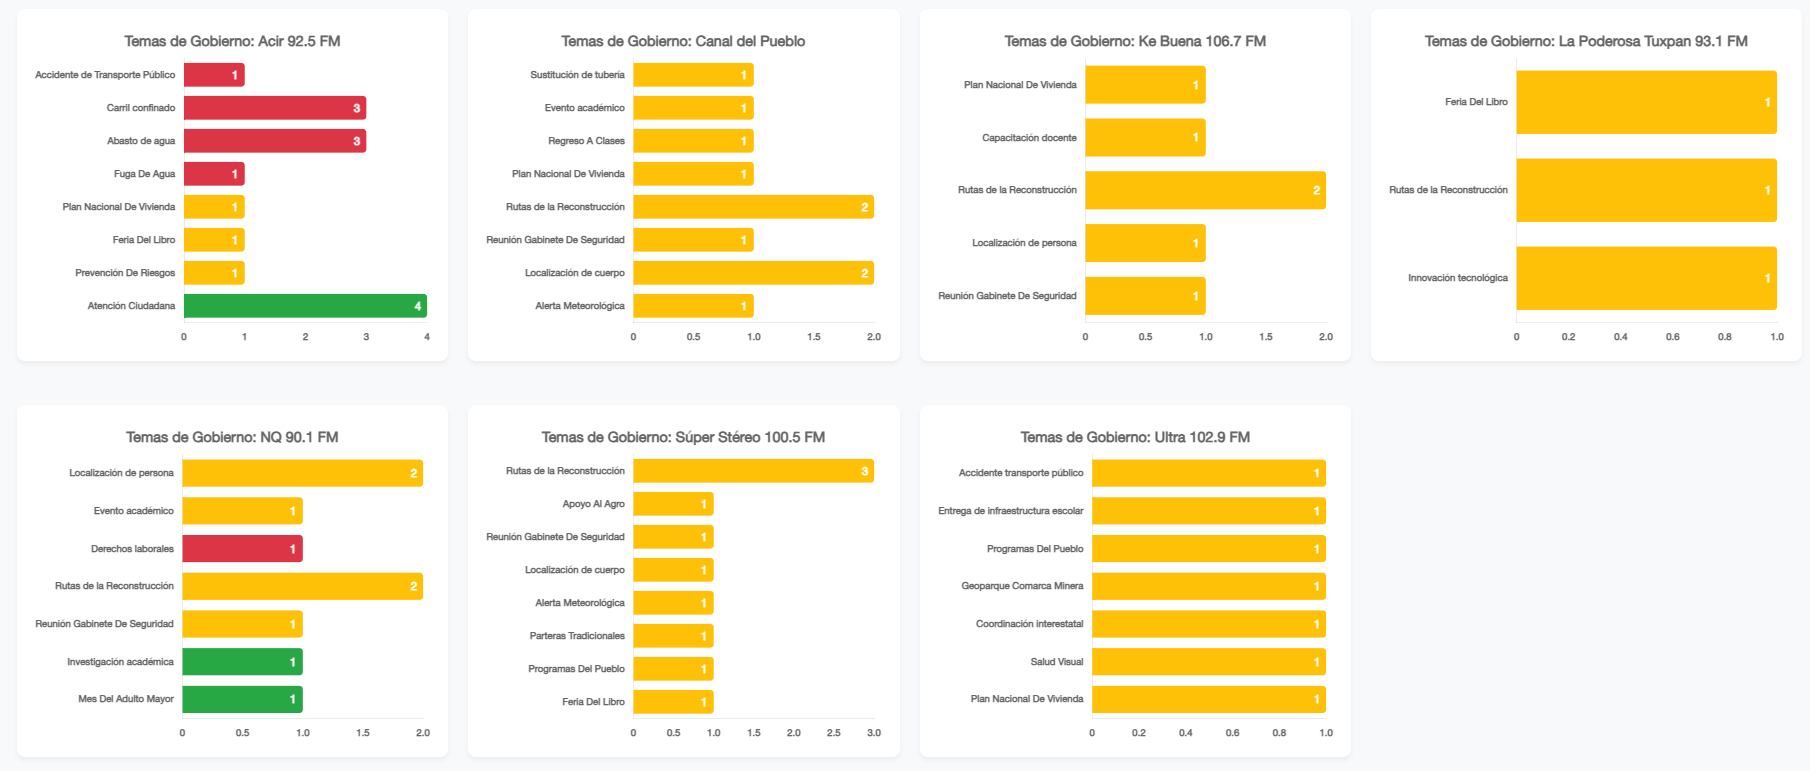 Temas de Gobierno: Acir 92.5 FM
Accidente de Transporte Público 1
Carril confinado 3
Abasto de agua 3
Fuga De Agua 1
Plan Nacional De Vivienda 1
Feria Del Libro 1
Prevención De Riesgos 1
Atención Ciudadana 4
0 1 2 3 4
Temas de Gobierno: Canal del Pueblo
Sustitución de tubería 1
Evento académico 1
Regreso A Clases 1
Plan Nacional De Vivienda 1
Rutas de la Reconstrucción 2
Reunión Gabinete De Seguridad 1
Localización de cuerpo 2
Alerta Meteorológica 1
0 0.5 1.0 1.5 2.0
Temas de Gobierno: Ke Buena 106.7 FM
Plan Nacional De Vivienda 1
Capacitación docente 1
Rutas de la Reconstrucción 2
Localización de persona 1
Reunión Gabinete De Seguridad 1
0 0.5 1.0 1.5 2.0
Temas de Gobierno: La Poderosa Tuxpan 93.1 FM
Feria Del Libro 1
Rutas de la Reconstrucción 1
Innovación tecnológica 1
0 0.2 0.4 0.6 0.8 1.0
Temas de Gobierno: NQ 90.1 FM
Localización de persona 2
Evento académico 1
Derechos laborales 1
Rutas de la Reconstrucción 2
Reunión Gabinete De Seguridad 1
Investigación académica 1
Mes Del Adulto Mayor 1
0 0.5 1.0 1.5 2.0
Temas de Gobierno: Súper Stéreo 100.5 FM
Rutas de la Reconstrucción 3
Apoyo Al Agro 1
Reunión Gabinete De Seguridad 1
Localización de cuerpo 1
Alerta Meteorológica 1
Parteras Tradicionales 1
Programas Del Pueblo 1
Feria Del Libro 1
0 0.5 1.0 1.5 2.0 2.5 3.0
Temas de Gobierno: Ultra 102.9 FM
Accidente transporte público 1
Entrega de infraestructura escolar 1
Programas Del Pueblo 1
Geoparque Comarca Minera 1
Coordinación interestatal 1
Salud Visual 1
Plan Nacional De Vivienda 1
0 0.2 0.4 0.6 0.8 1.0